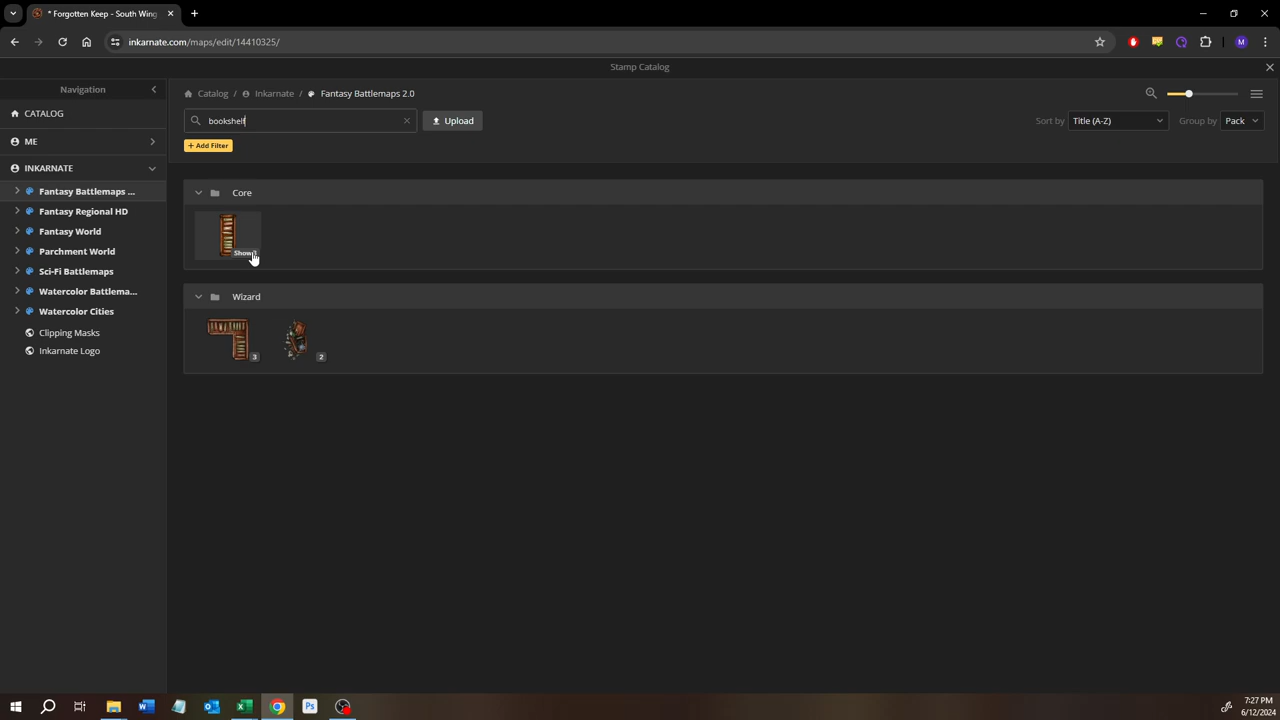 * Forgotten Keep - South Wing
inkarnate.com/maps/edit/14410325/
M
Stamp Catalog
Navigation
CATALOG
ME
INKARNATE
Fantasy Battlemaps ...
Fantasy Regional HD
Fantasy World
Parchment World
Sci-Fi Battlemaps
Watercolor Battlema...
Watercolor Cities
Clipping Masks
Inkarnate Logo
Catalog / Inkarnate / Fantasy Battlemaps 2.0
bookshelf
Upload
Sort by Title (A-Z) Group by Pack
+ Add Filter
Core
Show
Wizard
3
2
7:27 PM
6/12/2024